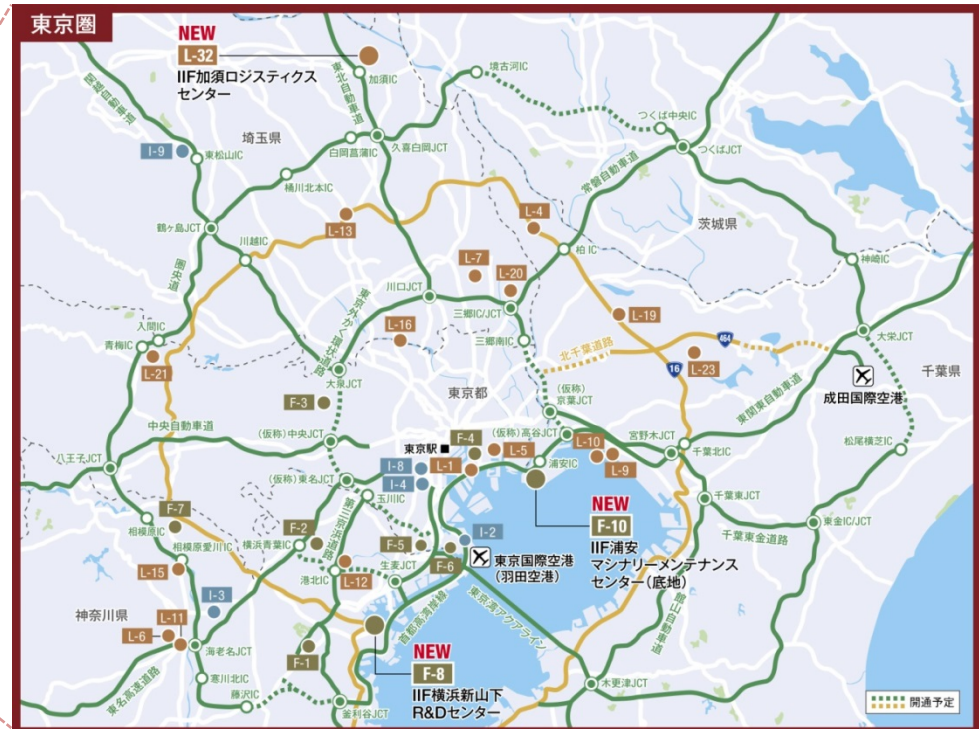 東京圏
NEW
L-32
IIF加須ロジスティクス
センター
関越自動車道
東北自動車道
加須IC
境古河IC
つくば中央IC
つくばJCT
埼玉県
I-9
東松山IC
白岡菖蒲IC
久喜白岡JCT
常磐自動車道
桶川北本IC
茨城県
L-13
L-4
鶴ヶ島JCT
川越IC
柏IC
神崎IC
圏央道
L-7
L-20
川口JCT
三郷IC/JCT
東京外かく環状道路
入間IC
青梅IC
L-16
三郷南IC
L-19
464
大栄JCT
L-21
大泉JCT
北千葉道路
16
L-23
千葉県
東京都
(仮称)
京葉JCT
東関東自動車道
成田国際空港
F-3
中央自動車道
(仮称)中央JCT
(仮称)高谷JCT
宮野木JCT
松尾横芝IC
東京駅
F-4
L-10
千葉北IC
八王子JCT
I-8
L-1
L-5
浦安IC
L-9
(仮称)東名JCT
I-4
玉川IC
千葉東JCT
F-7
NEW
F-10
IIF浦安
マシナリーメンテナンス
センター(底地)
相模原IC
第三京浜道路
F-2
I-2
東金IC/JCT
相模原愛川IC
横浜青葉IC
F-5
千葉東金道路
F-6
東京国際空港
(羽田空港)
L-15
港北IC
L-12
生麦JCT
I-3
首都高湾岸線
東京湾アクアライン
館山自動車道
神奈川県
L-11
L-6
海老名JCT
F-1
NEW
F-8
IIF横浜新山下
R&Dセンター
寒川北IC
東名高速道路
藤沢IC
釜利谷JCT
木更津JCT
開通予定